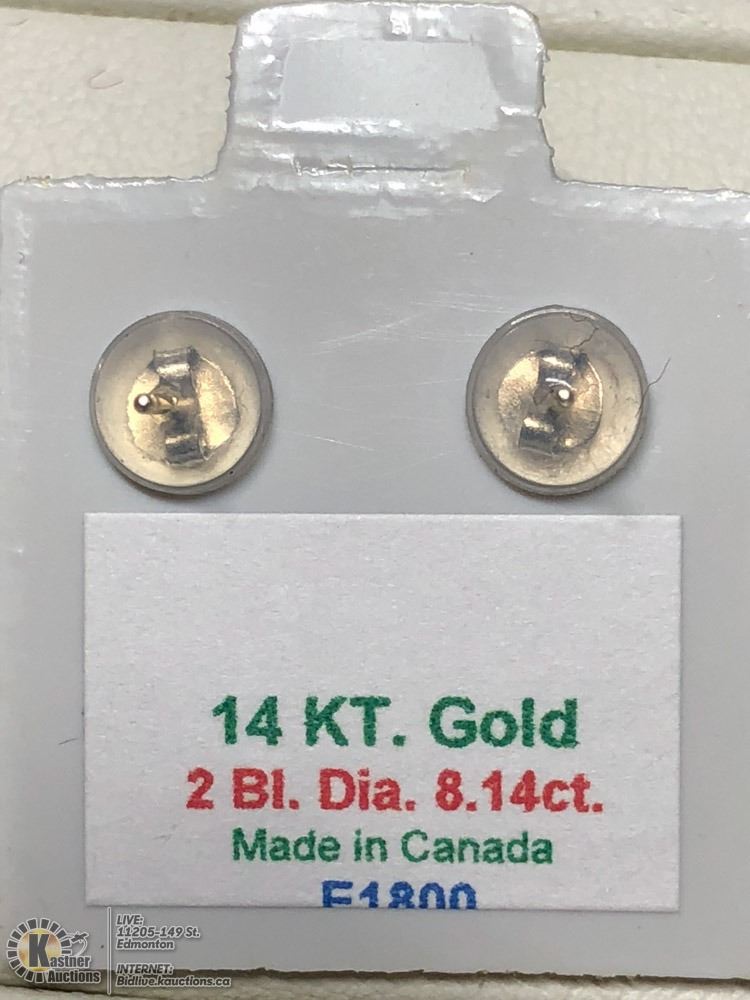 14 KT. Gold
2 Bl. Dia. 8.14ct.
Made in Canada
E1800
Kastner
Auctions
LIVE:
11205-149 St.
Edmonton
INTERNET:
Bidlive.kauctions.ca